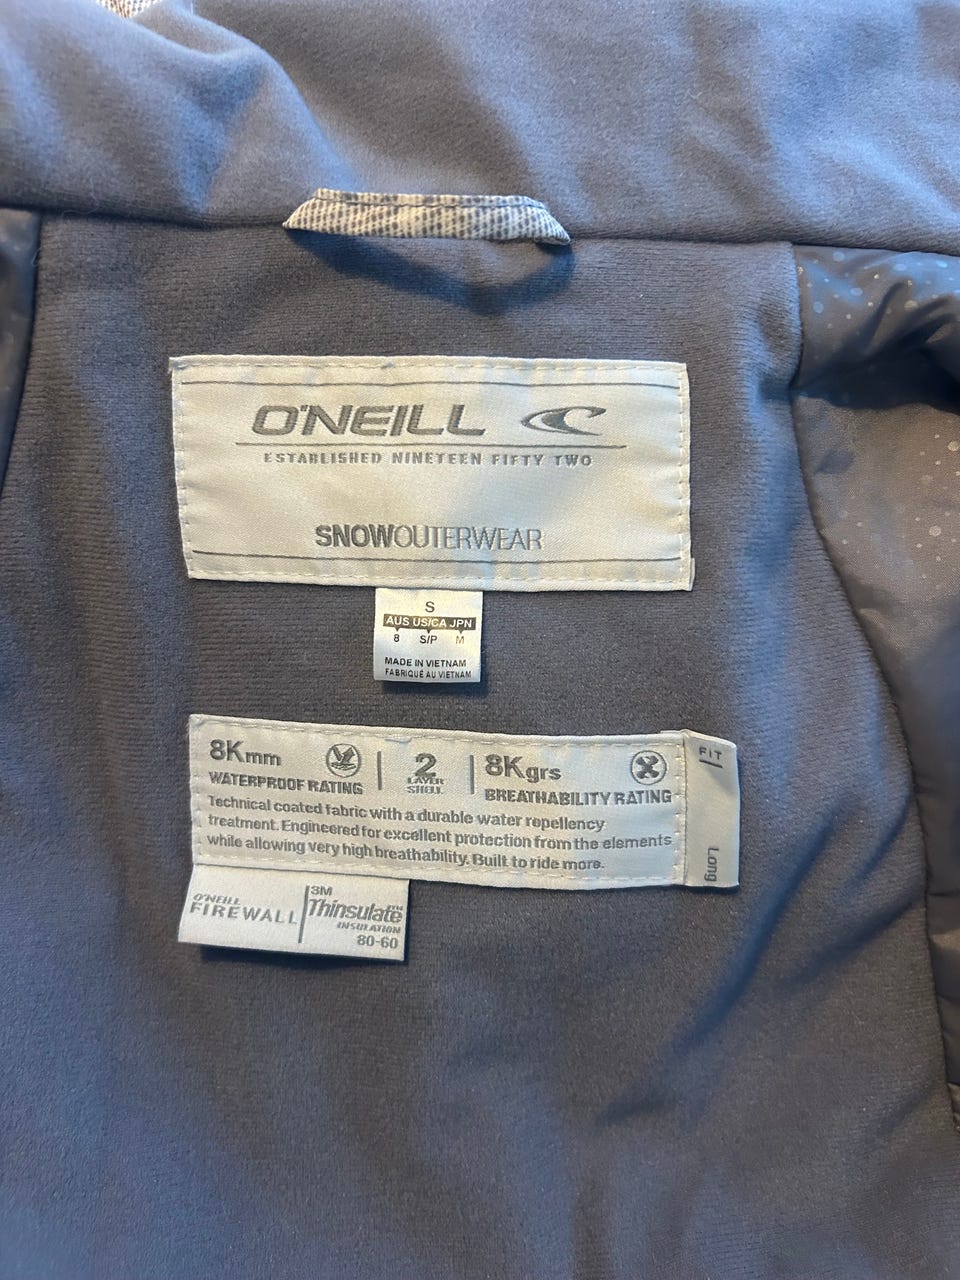 O'NEILL
ESTABLISHED NINETEEN FIFTY TWO
SNOWOUTERWEAR
S
AUS US/CA JPN
8 S/P M
MADE IN VIETNAM
FABRIQUÉ AU VIETNAM
8Kmm
WATERPROOF RATING
2
LAYER
SHELL
8Kgrs
BREATHABILITY RATING
Technical coated fabric with a durable water repellency
treatment. Engineered for excellent protection from the elements
while allowing very high breathability. Built to ride more.
FIT
Long
O'NEILL
FIREWALL
3M
Thinsulate™
INSULATION
80-60